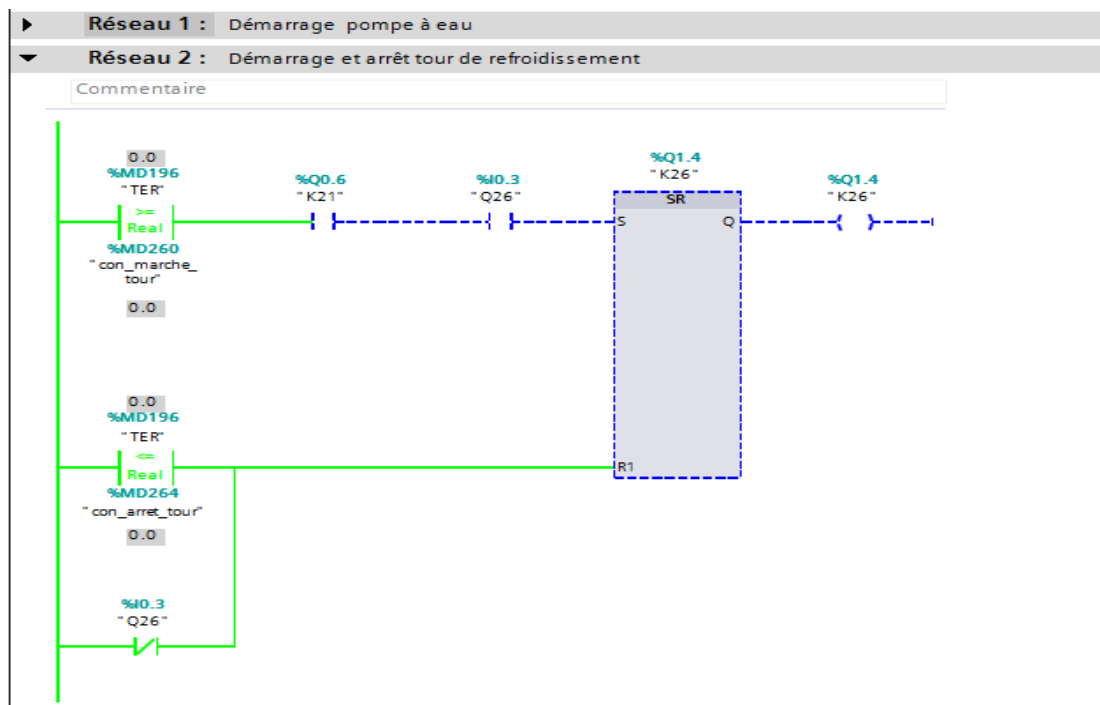 Réseau 1 : Démarrage pompe à eau
Réseau 2 : Démarrage et arrêt tour de refroidissement
Commentaire
0.0
%MD196
"TER"
>=
Real
%MD260
"con_marche_
tour"
0.0
%Q0.6
"K21"
%I0.3
"Q26"
%Q1.4
"K26"
SR
S
Q
R1
%Q1.4
"K26"
0.0
%MD196
"TER"
<=
Real
%MD264
"con_arret_tour"
0.0
%I0.3
"Q26"